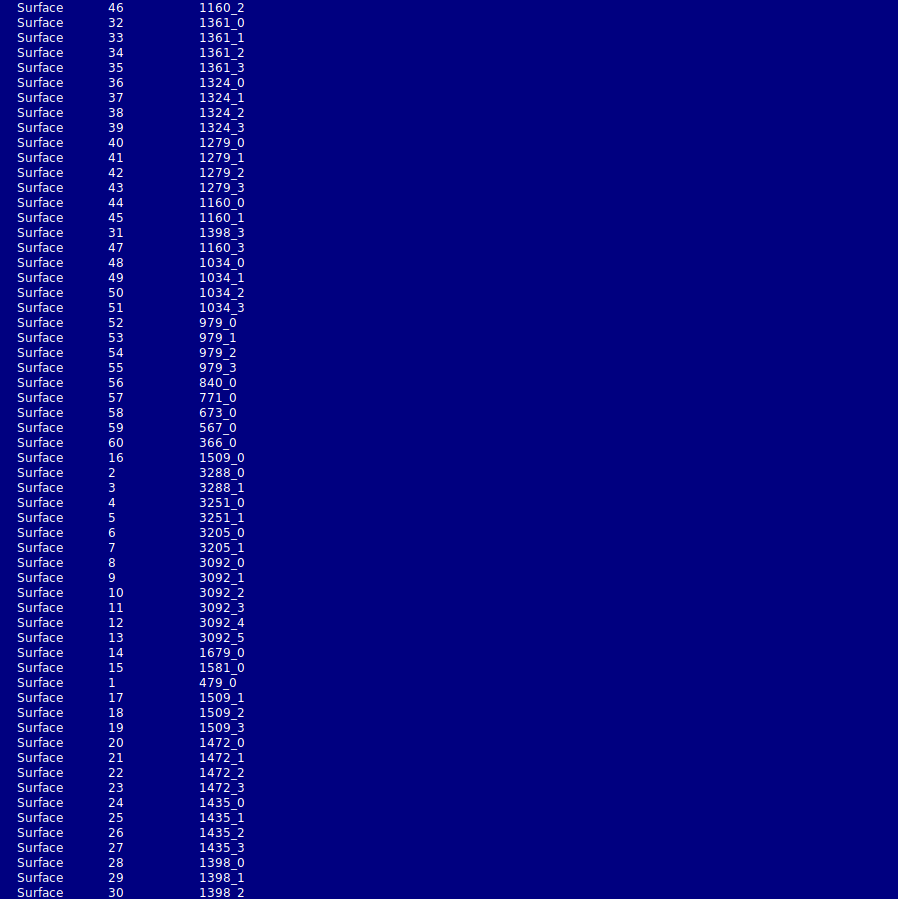 Surface 46 1160_2
Surface 32 1361_0
Surface 33 1361_1
Surface 34 1361_2
Surface 35 1361_3
Surface 36 1324_0
Surface 37 1324_1
Surface 38 1324_2
Surface 39 1324_3
Surface 40 1279_0
Surface 41 1279_1
Surface 42 1279_2
Surface 43 1279_3
Surface 44 1160_0
Surface 45 1160_1
Surface 31 1398_3
Surface 47 1160_3
Surface 48 1034_0
Surface 49 1034_1
Surface 50 1034_2
Surface 51 1034_3
Surface 52 979_0
Surface 53 979_1
Surface 54 979_2
Surface 55 979_3
Surface 56 840_0
Surface 57 771_0
Surface 58 673_0
Surface 59 567_0
Surface 60 366_0
Surface 16 1509_0
Surface 2 3288_0
Surface 3 3288_1
Surface 4 3251_0
Surface 5 3251_1
Surface 6 3205_0
Surface 7 3205_1
Surface 8 3092_0
Surface 9 3092_1
Surface 10 3092_2
Surface 11 3092_3
Surface 12 3092_4
Surface 13 3092_5
Surface 14 1679_0
Surface 15 1581_0
Surface 1 479_0
Surface 17 1509_1
Surface 18 1509_2
Surface 19 1509_3
Surface 20 1472_0
Surface 21 1472_1
Surface 22 1472_2
Surface 23 1472_3
Surface 24 1435_0
Surface 25 1435_1
Surface 26 1435_2
Surface 27 1435_3
Surface 28 1398_0
Surface 29 1398_1
Surface 30 1398_2